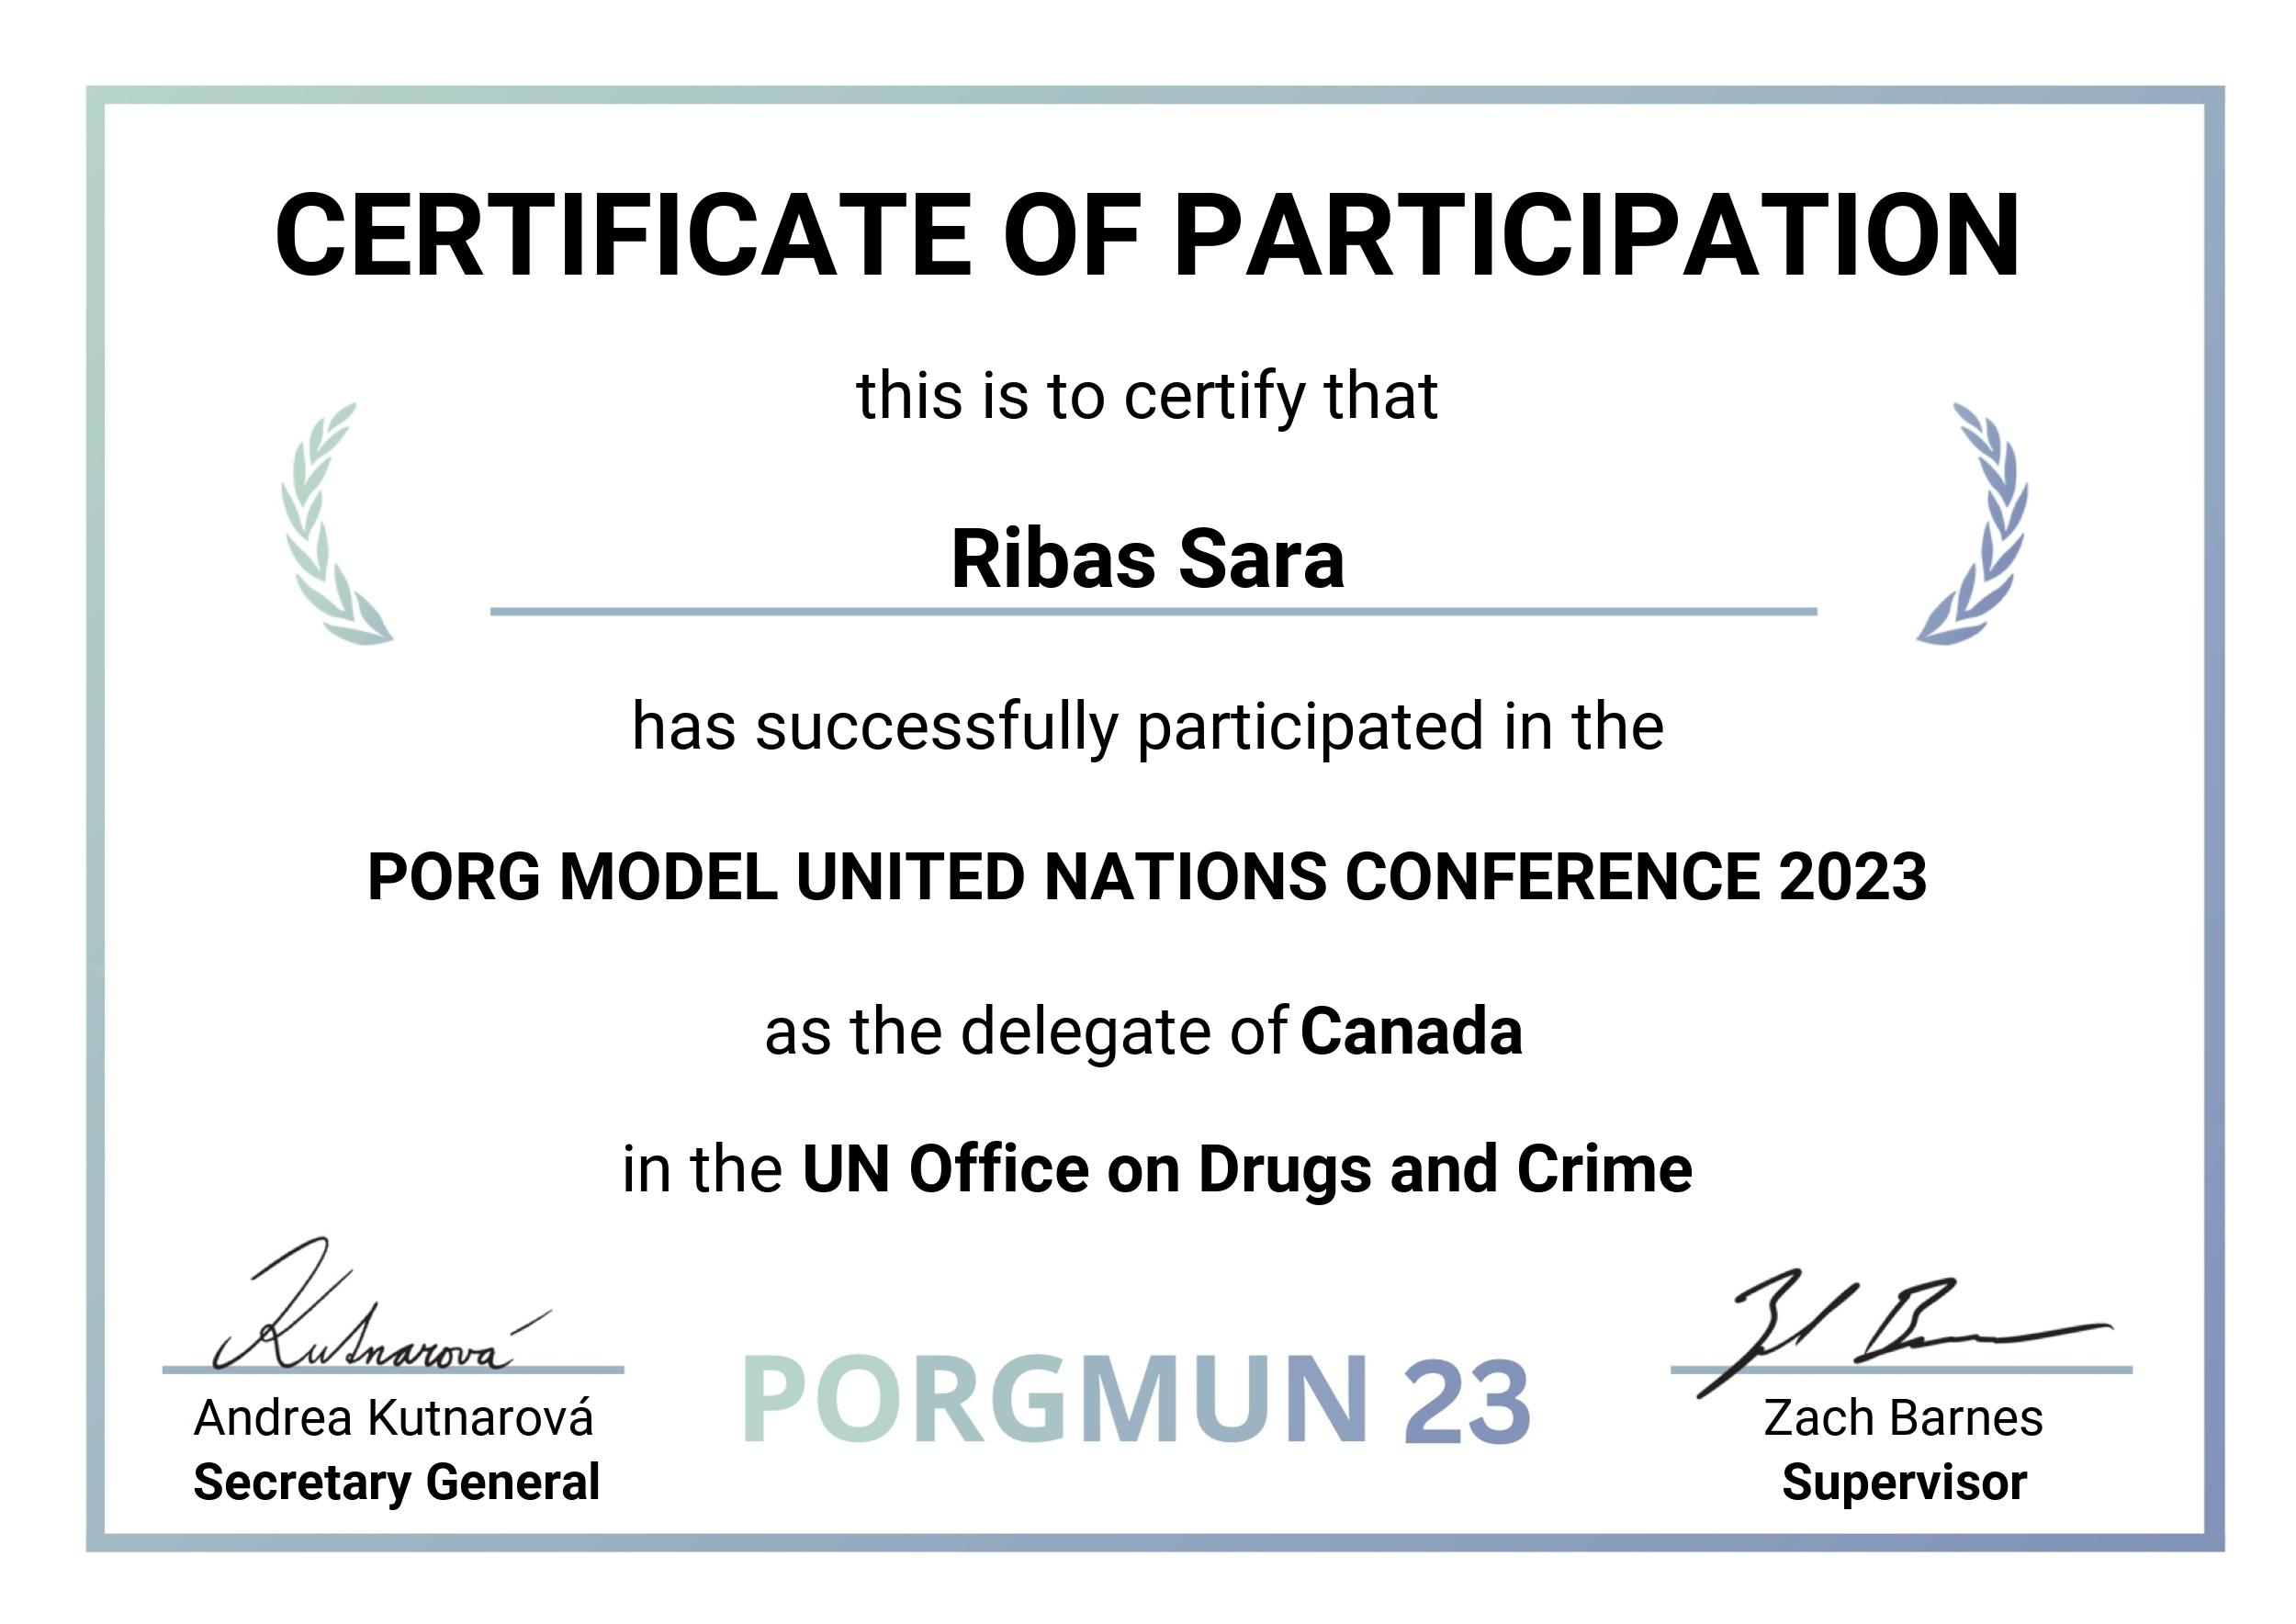 CERTIFICATE OF PARTICIPATION
this is to certify that
Ribas Sara
has successfully participated in the
PORG MODEL UNITED NATIONS CONFERENCE 2023
as the delegate of Canada
in the UN Office on Drugs and Crime
Kutnarová
Andrea Kutnarová
Secretary General
PORGMUN 23
Zach Barnes
Supervisor